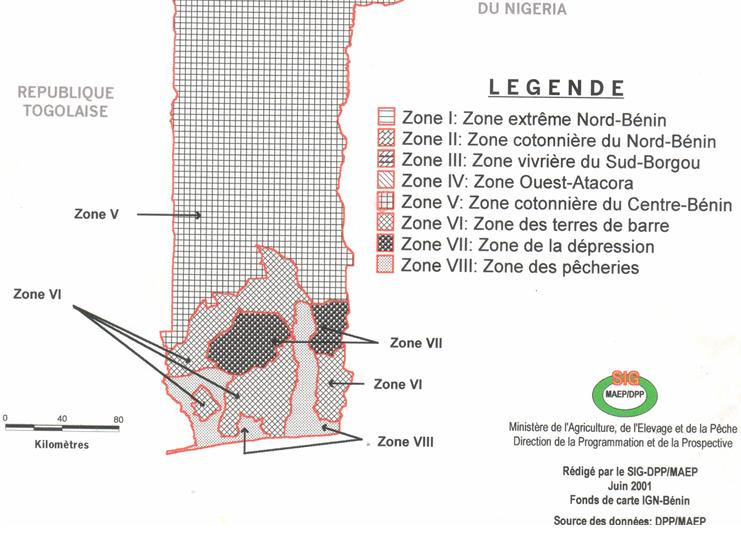 DU NIGERIA
REPUBLIQUE
TOGOLAISE
LEGENDE
Zone I: Zone extrême Nord-Bénin
Zone II: Zone cotonnière du Nord-Bénin
Zone III: Zone vivrière du Sud-Borgou
Zone IV: Zone Ouest-Atacora
Zone V: Zone cotonnière du Centre-Bénin
Zone VI: Zone des terres de barre
Zone VII: Zone de la dépression
Zone VIII: Zone des pêcheries
Zone V
Zone VI
Zone VII
Zone VI
Zone VIII
0 40 80
Kilomètres
SIG
MAEP/DPP
Ministère de l'Agriculture, de l'Elevage et de la Pêche
Direction de la Programmation et de la Prospective
Rédigé par le SIG-DPP/MAEP
Juin 2001
Fonds de carte IGN-Bénin
Source des données: DPP/MAEP